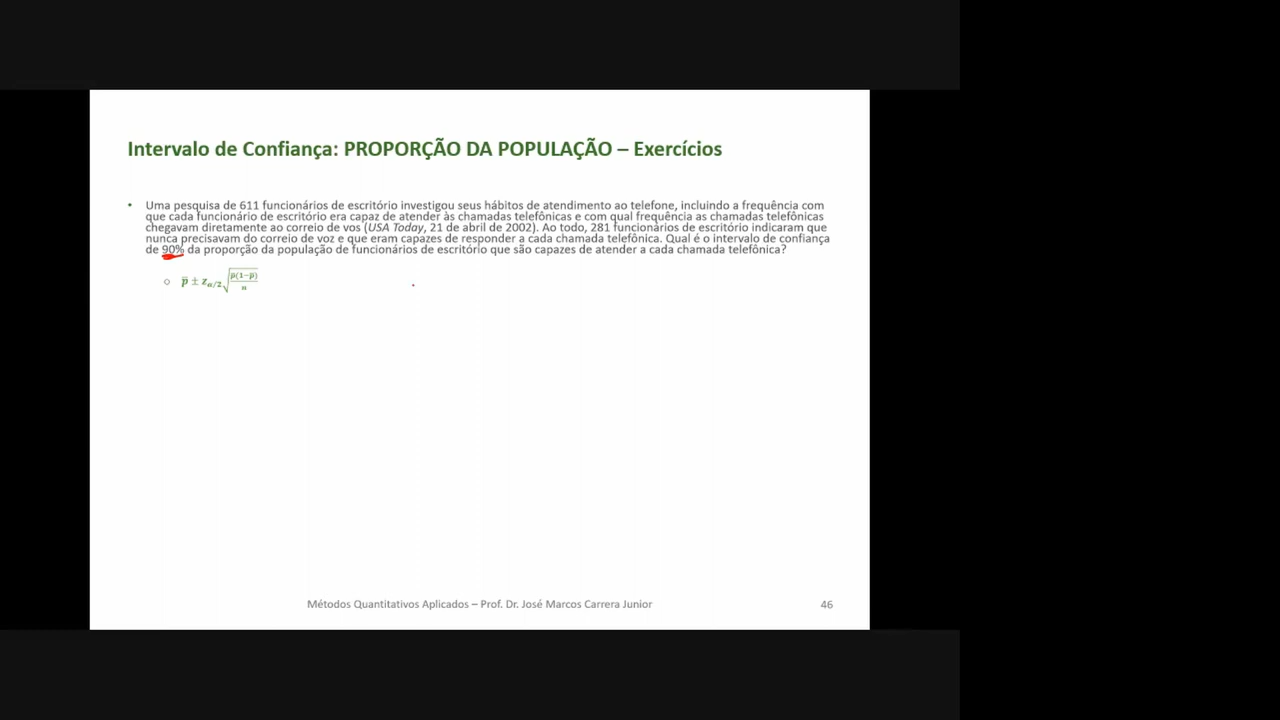 Intervalo de Confiança: PROPORÇÃO DA POPULAÇÃO – Exercícios
• Uma pesquisa de 611 funcionários de escritório investigou seus hábitos de atendimento ao telefone, incluindo a frequência com
que cada funcionário de escritório era capaz de atender às chamadas telefônicas e com qual frequência as chamadas telefônicas
chegavam diretamente ao correio de vos (USA Today, 21 de abril de 2002). Ao todo, 281 funcionários de escritório indicaram que
nunca precisavam do correio de voz e que eram capazes de responder a cada chamada telefônica. Qual é o intervalo de confiança
de 90% da proporção da população de funcionários de escritório que são capazes de atender a cada chamada telefônica?
○ p̅ ± z_{α/2} √(p̅(1−p̅)/n)
Métodos Quantitativos Aplicados – Prof. Dr. José Marcos Carrera Junior
46